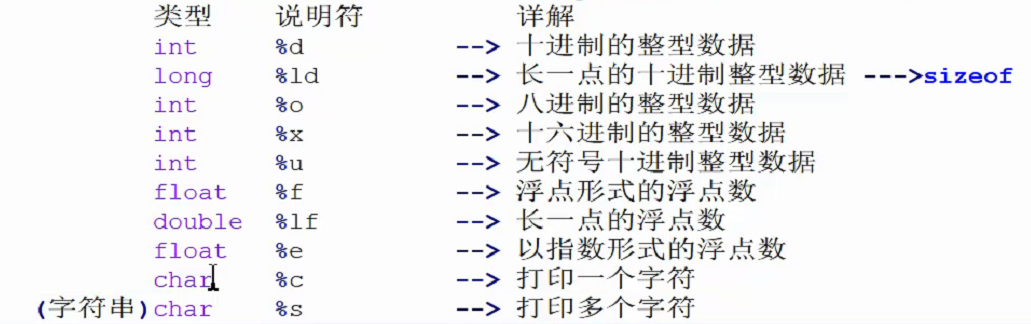 类型 说明符 详解
int %d --> 十进制的整型数据
long %ld --> 长一点的十进制整型数据 --->sizeof
int %o --> 八进制的整型数据
int %x --> 十六进制的整型数据
int %u --> 无符号十进制整型数据
float %f --> 浮点形式的浮点数
double %lf --> 长一点的浮点数
float %e --> 以指数形式的浮点数
char %c --> 打印一个字符
(字符串)char %s --> 打印多个字符